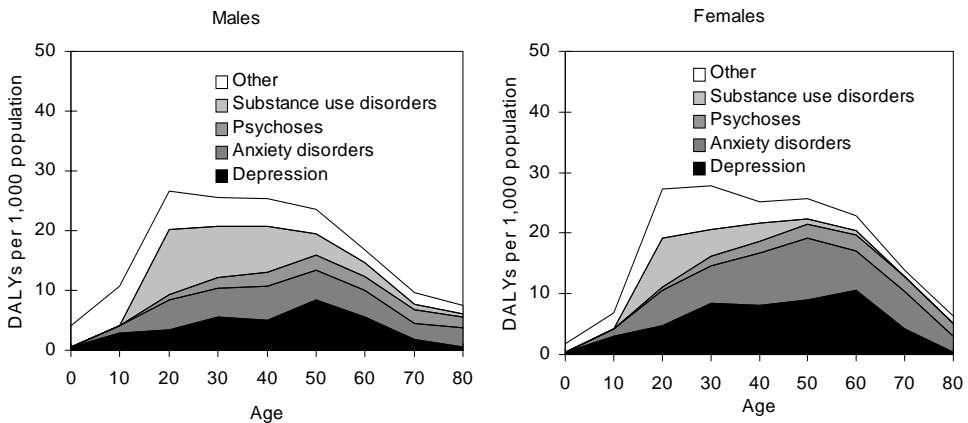 Males
50
40
30
20
10
0
DALYs per 1,000 population
Other
Substance use disorders
Psychoses
Anxiety disorders
Depression
0 10 20 30 40 50 60 70 80
Age
Females
50
40
30
20
10
0
DALYs per 1,000 population
Other
Substance use disorders
Psychoses
Anxiety disorders
Depression
0 10 20 30 40 50 60 70 80
Age